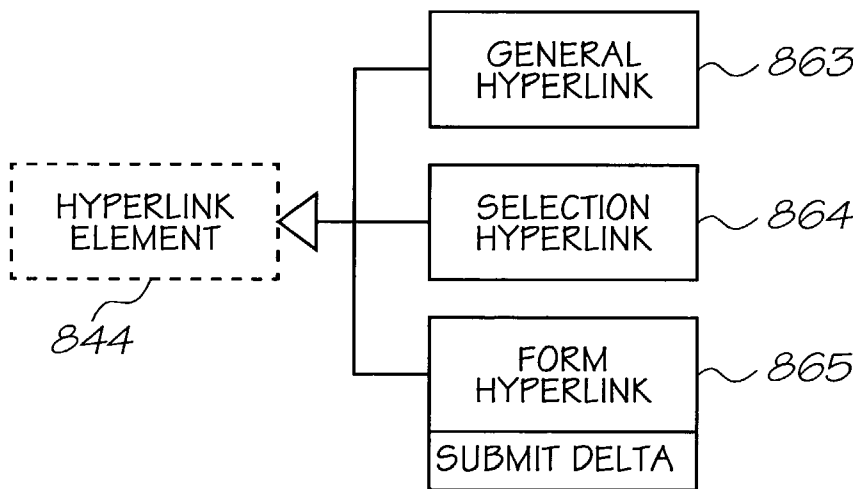 GENERAL
HYPERLINK
863
HYPERLINK
ELEMENT
844
SELECTION
HYPERLINK
864
FORM
HYPERLINK
865
SUBMIT DELTA